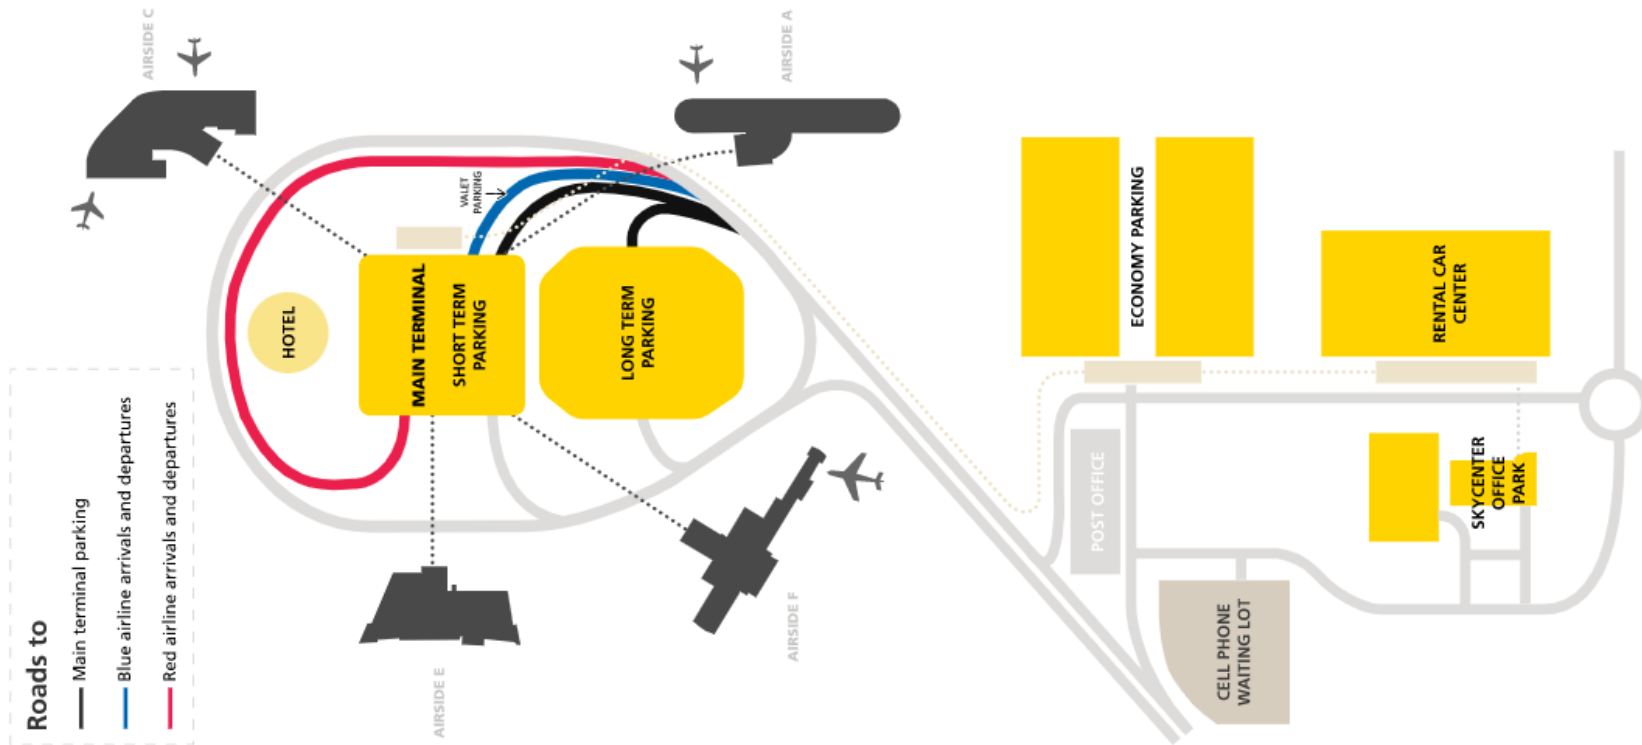 Roads to
Main terminal parking
Blue airline arrivals and departures
Red airline arrivals and departures
AIRSIDE C
AIRSIDE A
VALET
PARKING
HOTEL
MAIN TERMINAL
SHORT TERM
PARKING
LONG TERM
PARKING
AIRSIDE E
AIRSIDE F
ECONOMY PARKING
RENTAL CAR
CENTER
POST OFFICE
SKYCENTER
OFFICE
PARK
CELL PHONE
WAITING LOT